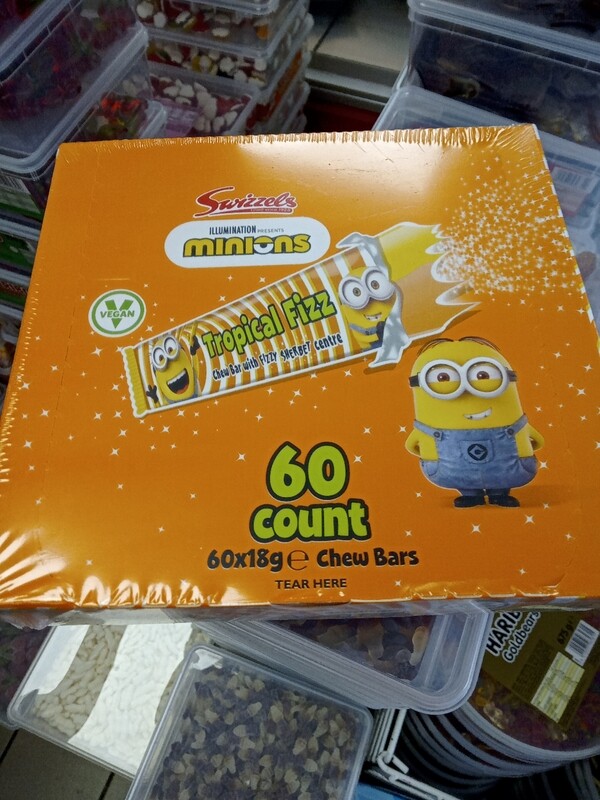 Swizzels
ILLUMINATION PRESENTS
minions
VEGAN
Tropical Fizz
Chew Bar with FIZZY SHERBET centre
60
count
60x18g e Chew Bars
TEAR HERE
Goldbears